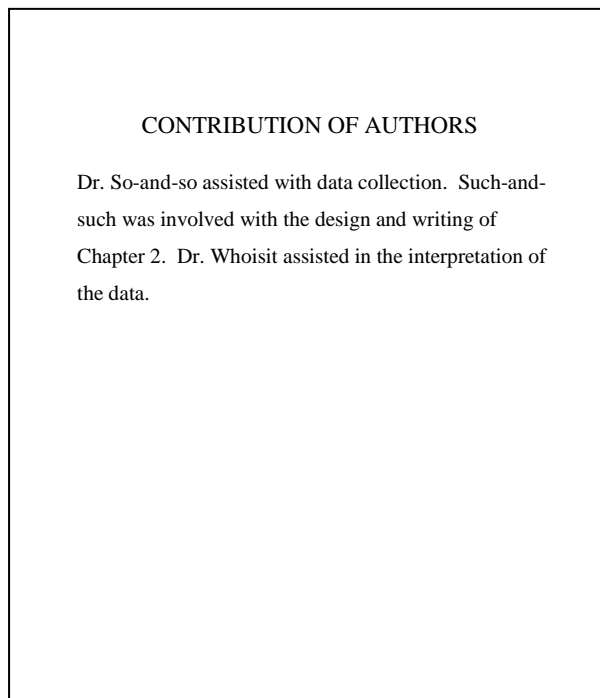 CONTRIBUTION OF AUTHORS
Dr. So-and-so assisted with data collection.  Such-and-
such was involved with the design and writing of
Chapter 2.  Dr. Whoisit assisted in the interpretation of
the data.